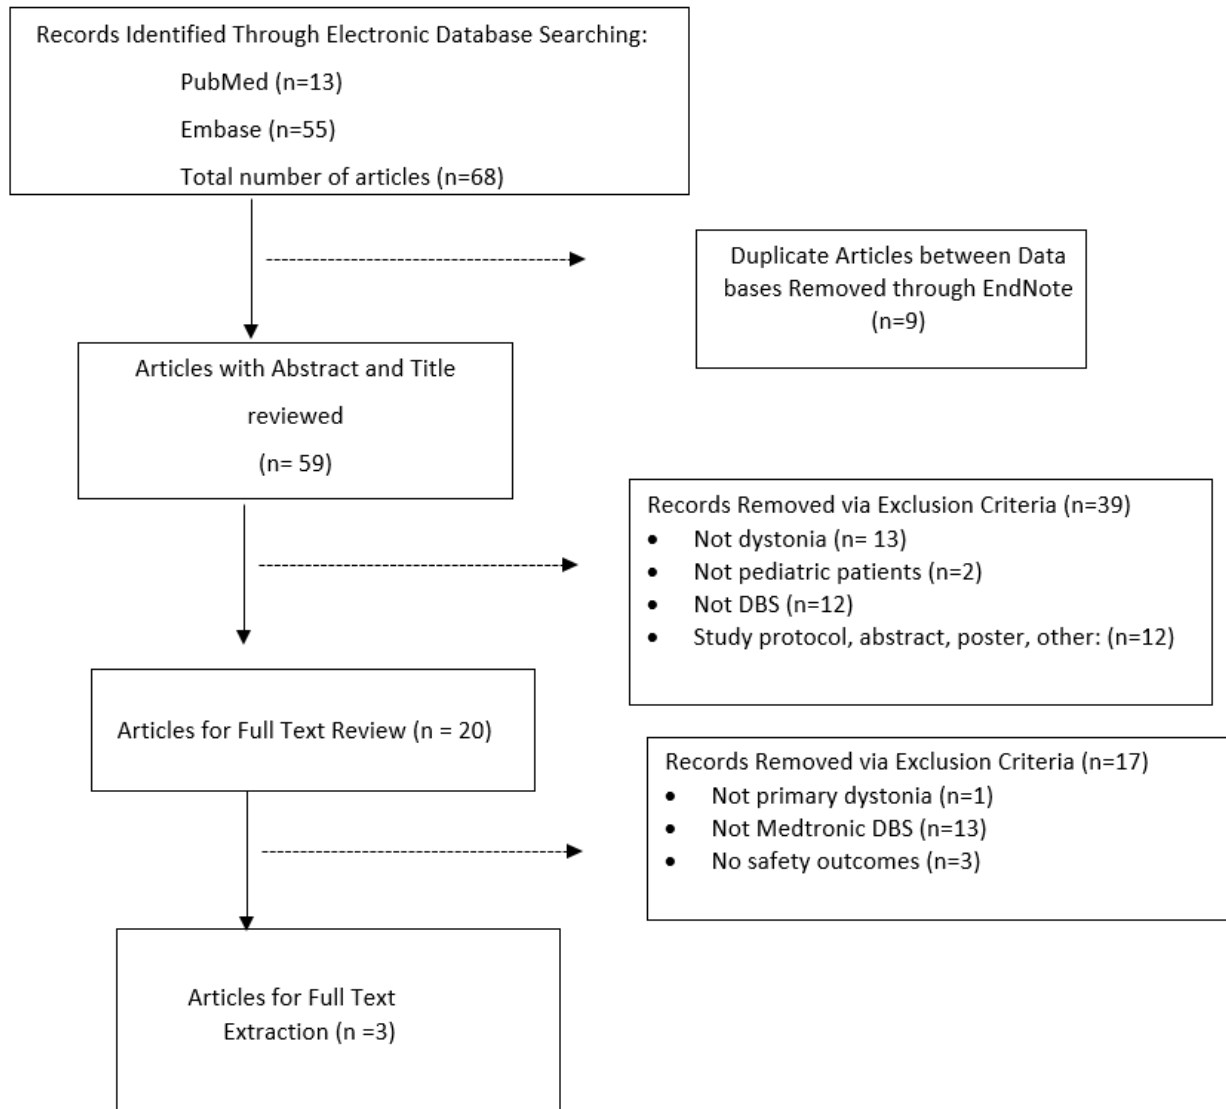 Records Identified Through Electronic Database Searching:
PubMed (n=13)
Embase (n=55)
Total number of articles (n=68)
Duplicate Articles between Data
bases Removed through EndNote
(n=9)
Articles with Abstract and Title
reviewed
(n= 59)
Records Removed via Exclusion Criteria (n=39)
• Not dystonia (n= 13)
• Not pediatric patients (n=2)
• Not DBS (n=12)
• Study protocol, abstract, poster, other: (n=12)
Articles for Full Text Review (n = 20)
Records Removed via Exclusion Criteria (n=17)
• Not primary dystonia (n=1)
• Not Medtronic DBS (n=13)
• No safety outcomes (n=3)
Articles for Full Text
Extraction (n =3)